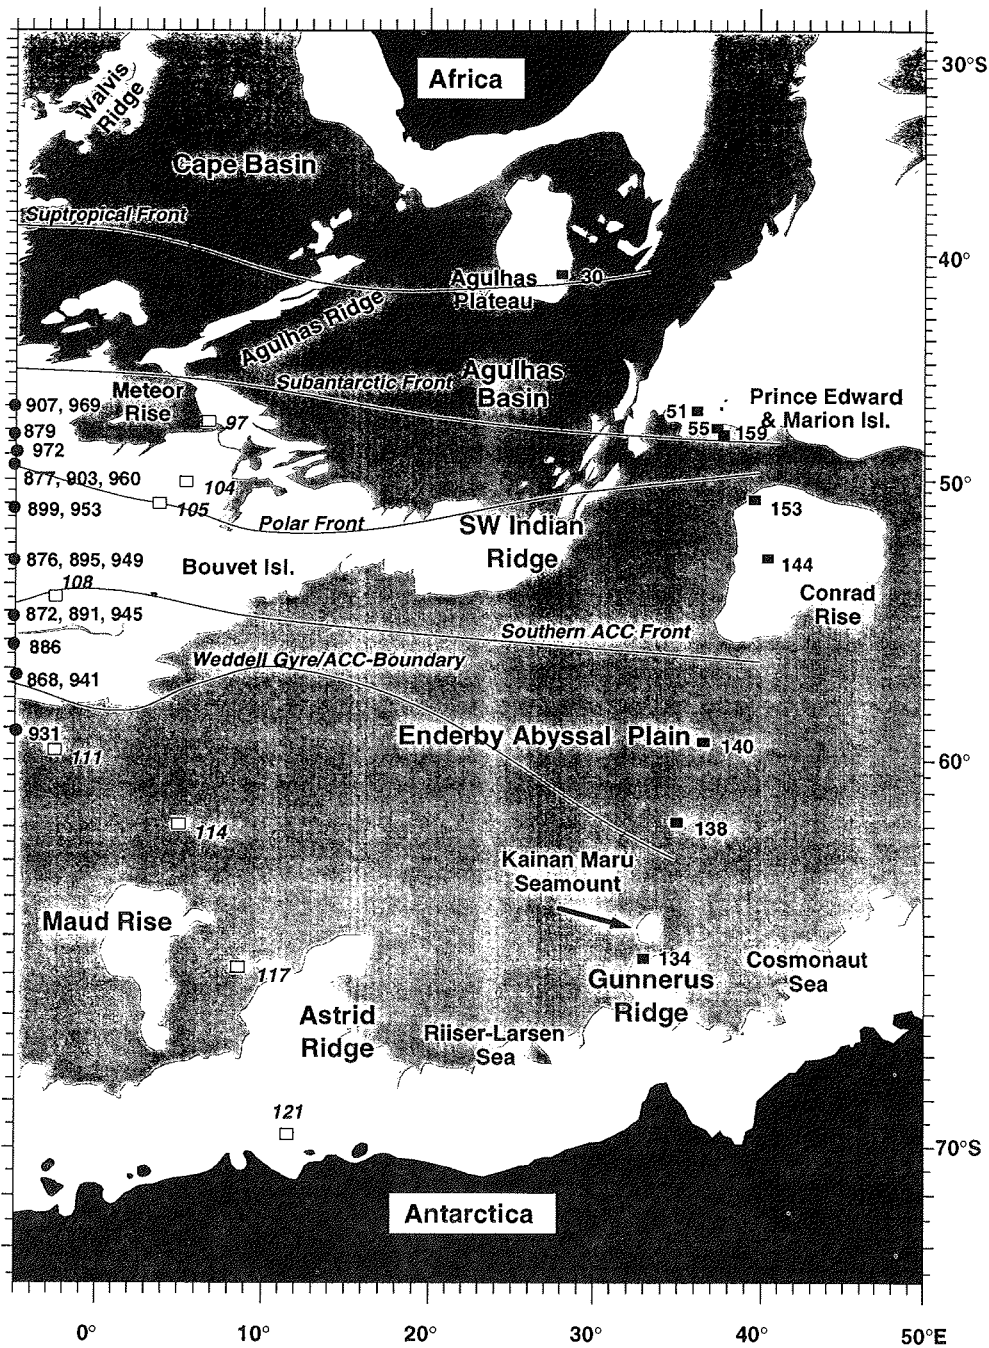 30°S
Africa
Walvis
Ridge
Cape Basin
Suptropical Front
40°
30
Agulhas
Plateau
Agulhas Ridge
Subantarctic Front
Agulhas
Basin
Meteor
Rise
Prince Edward
& Marion Isl.
907, 969
51
97
55
159
879
972
877, 903, 960
104
50°
899, 953
105
Polar Front
SW Indian
Ridge
153
876, 895, 949
Bouvet Isl.
144
108
Conrad
Rise
872, 891, 945
Southern ACC Front
886
Weddell Gyre/ACC-Boundary
868, 941
931
Enderby Abyssal Plain
140
111
60°
114
138
Kainan Maru
Seamount
Maud Rise
134
Cosmonaut
Sea
117
Gunnerus
Ridge
Astrid
Ridge
Riiser-Larsen
Sea
121
70°S
Antarctica
0°
10°
20°
30°
40°
50°E